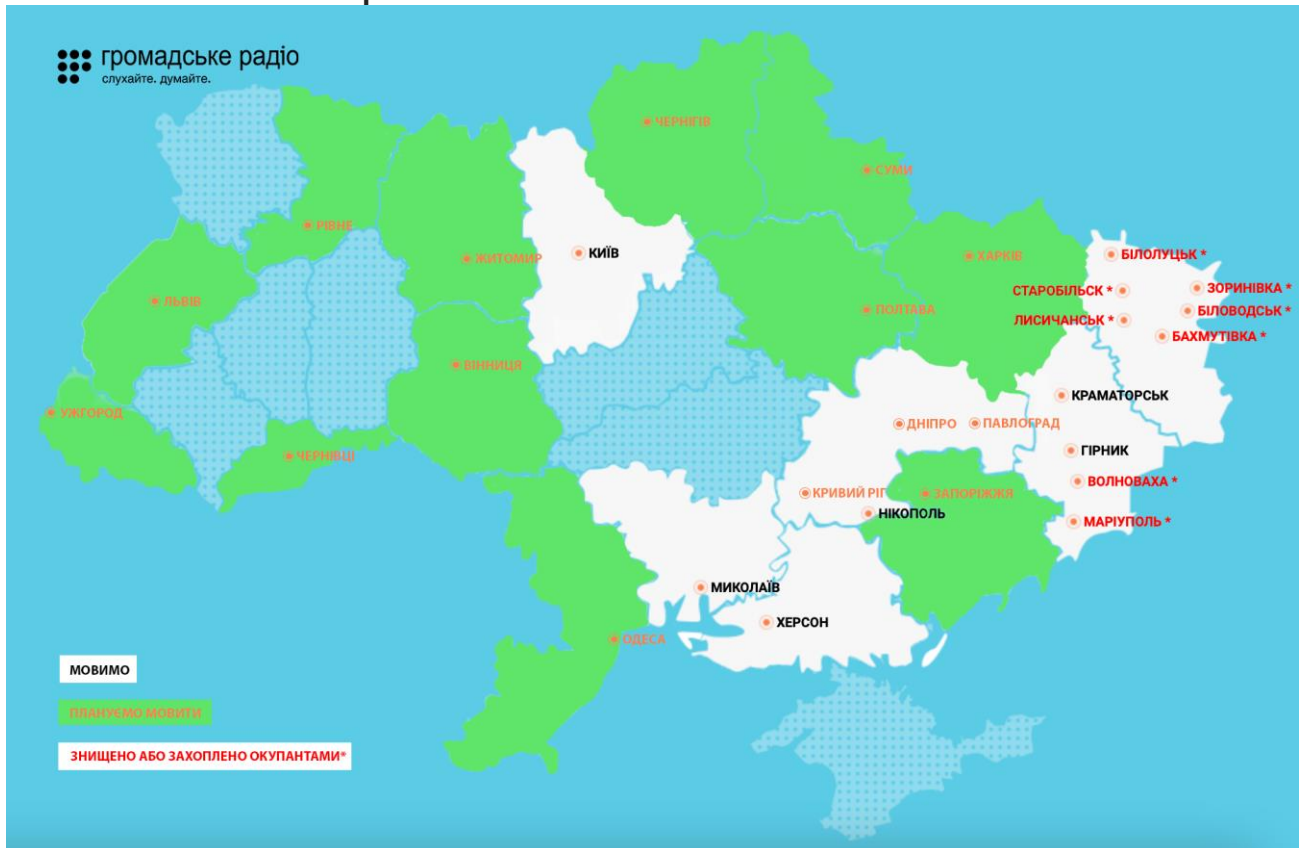 громадське радіо
слухайте. думайте.
ЧЕРНІГІВ
СУМИ
РІВНЕ
ЖИТОМИР
КИЇВ
ХАРКІВ
БІЛОЛУЦЬК *
СТАРОБІЛЬСК *
ЗОРИНІВКА *
ЛЬВІВ
ПОЛТАВА
ЛИСИЧАНСЬК *
БІЛОВОДСЬК *
БАХМУТІВКА *
ВІННИЦЯ
КРАМАТОРСЬК
УЖГОРОД
ДНІПРО
ПАВЛОГРАД
ЧЕРНІВЦІ
ГІРНИК
ВОЛНОВАХА *
КРИВИЙ РІГ
ЗАПОРІЖЖЯ
НІКОПОЛЬ
МАРІУПОЛЬ *
МИКОЛАЇВ
ХЕРСОН
ОДЕСА
МОВИМО
ПЛАНУЄМО МОВИТИ
ЗНИЩЕНО АБО ЗАХОПЛЕНО ОКУПАНТАМИ*